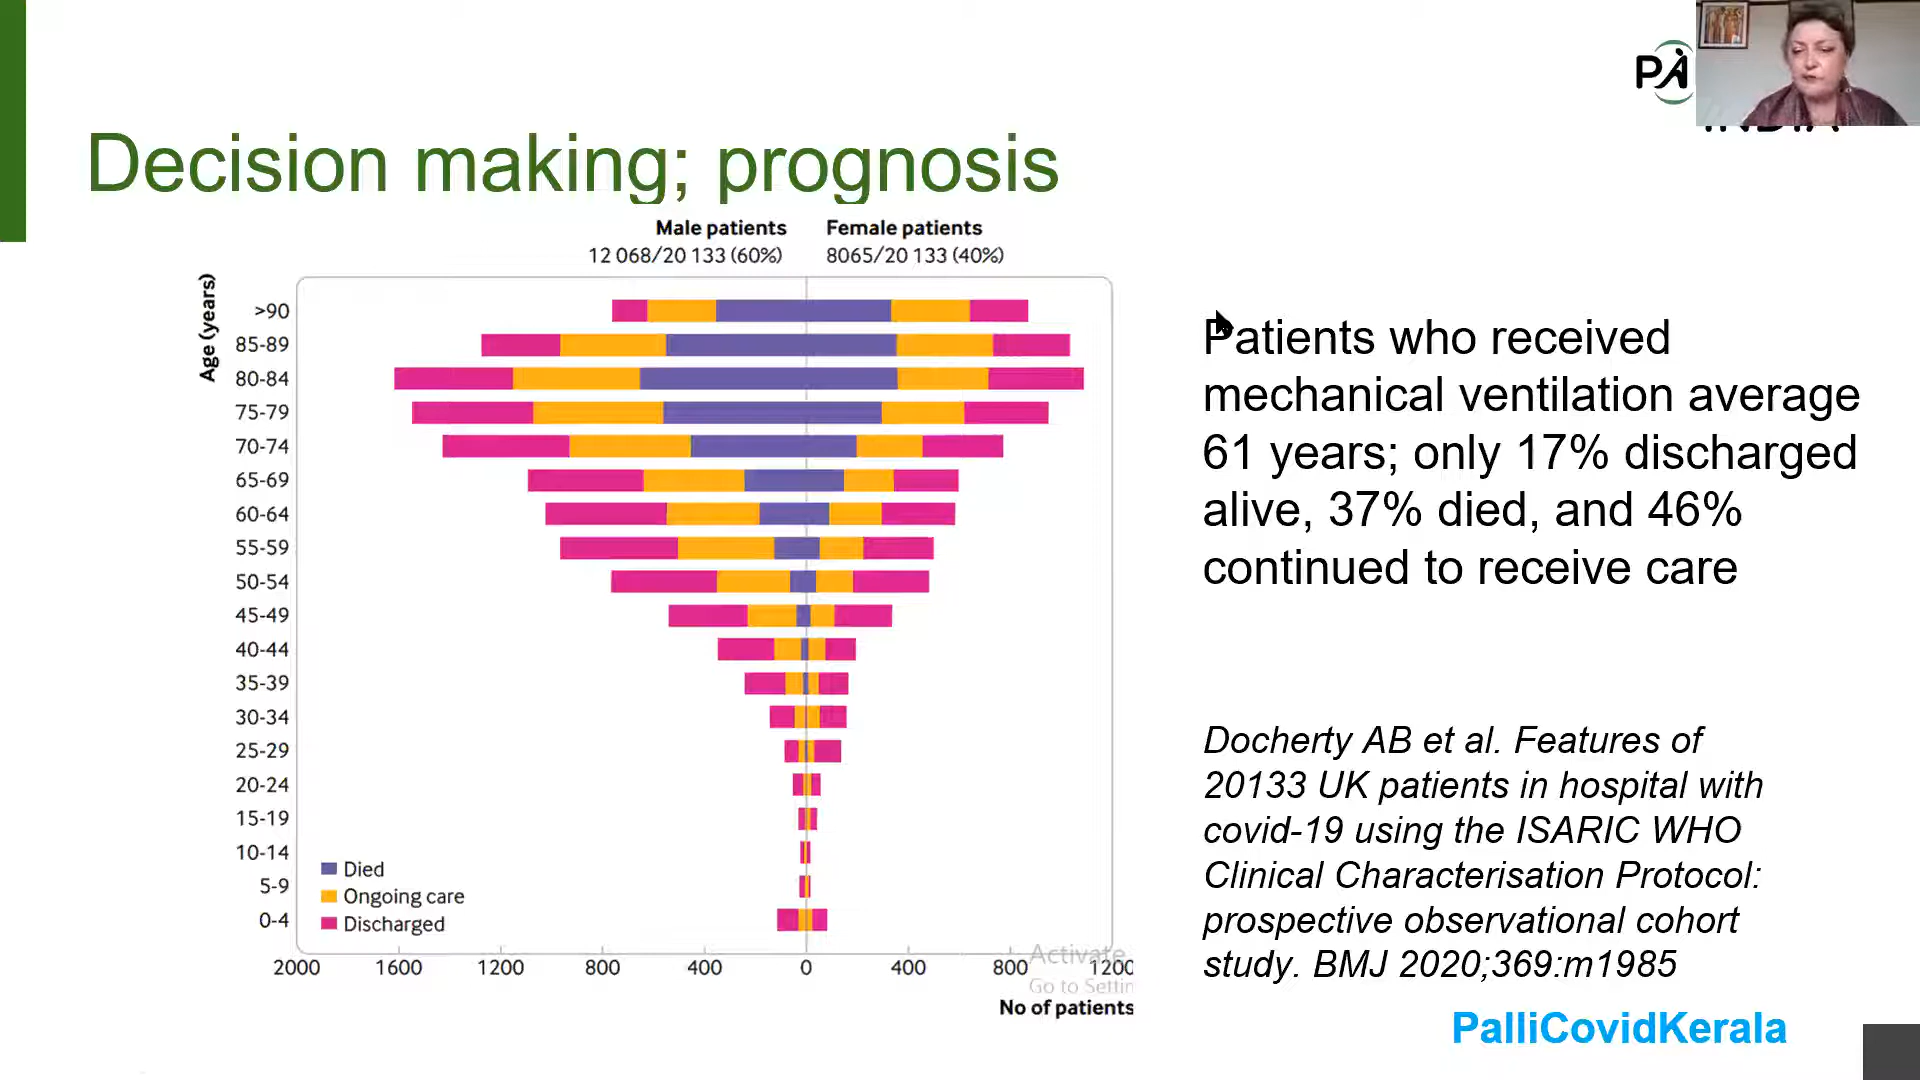 PA
INDIA
Decision making; prognosis
Male patients
12 068/20 133 (60%)
Female patients
8065/20 133 (40%)
Age (years)
>90
85-89
80-84
75-79
70-74
65-69
60-64
55-59
50-54
45-49
40-44
35-39
30-34
25-29
20-24
15-19
10-14
5-9
0-4
Died
Ongoing care
Discharged
2000 1600 1200 800 400 0 400 800 1200
No of patients
Activate
Go to Settin
Patients who received
mechanical ventilation average
61 years; only 17% discharged
alive, 37% died, and 46%
continued to receive care
Docherty AB et al. Features of
20133 UK patients in hospital with
covid-19 using the ISARIC WHO
Clinical Characterisation Protocol:
prospective observational cohort
study. BMJ 2020;369:m1985
PalliCovidKerala